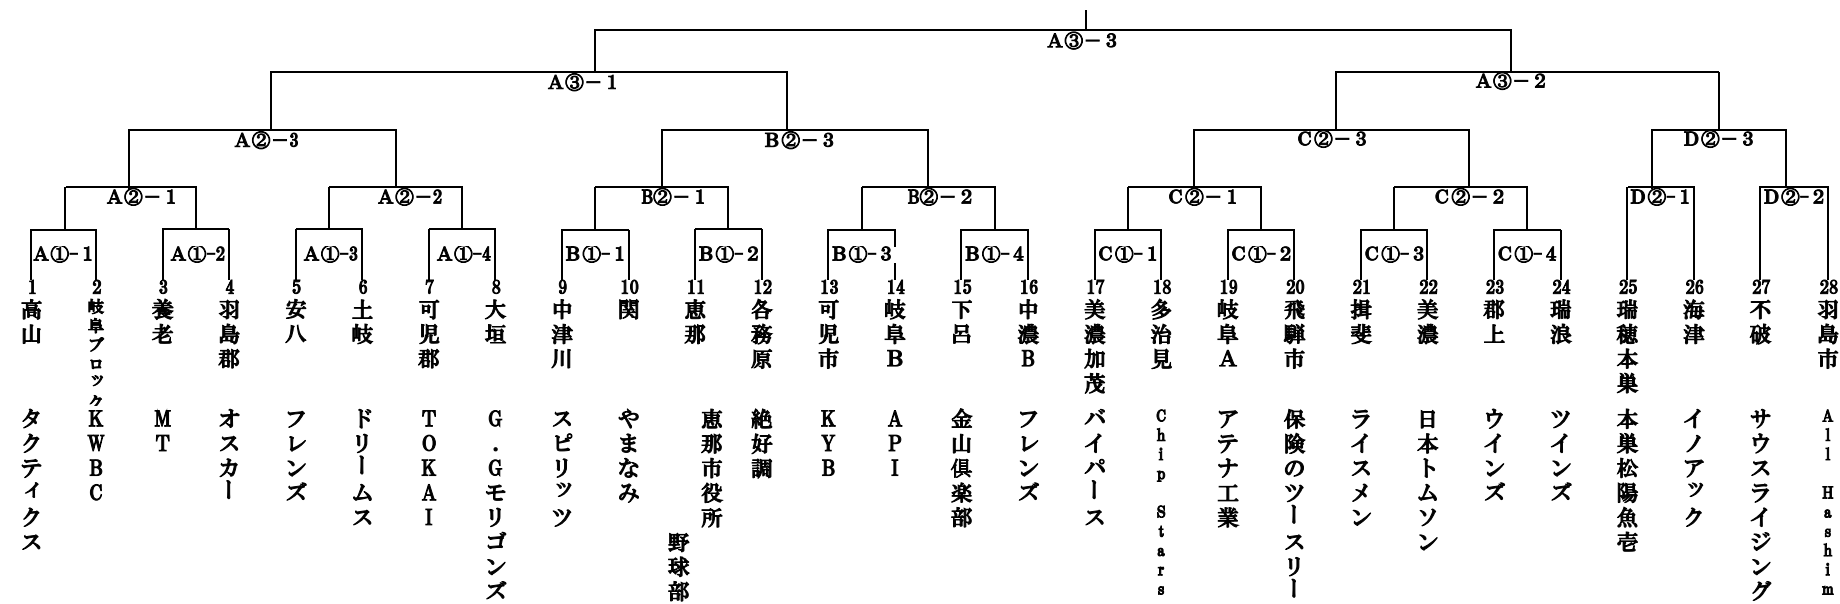 A③－3
A③－1
A③－2
A②－3
B②－3
C②－3
D②－3
A②－1
A②－2
B②－1
B②－2
C②－1
C②－2
D②-1
D②-2
A①-1
A①-2
A①-3
A①-4
B①-1
B①-2
B①-3
B①-4
C①-1
C①-2
C①-3
C①-4
1 高山 タクティクス
2 岐阜ブロック KWBC
3 養老 MT
4 羽島郡 オスカー
5 安八 フレンズ
6 土岐 ドリームス
7 可児郡 TOKAI
8 大垣 G.Gモリゴンズ
9 中津川 スピリッツ
10 関 やまなみ
11 恵那 恵那市役所
野球部
12 各務原 絶好調
13 可児市 KYB
14 岐阜B API
15 下呂 金山倶楽部
16 中濃B フレンズ
17 美濃加茂 バイパース
18 多治見 Chip Stars
19 岐阜A アテナ工業
20 飛騨市 保険のツースリー
21 揖斐 ライスメン
22 美濃 日本トムソン
23 郡上 ウインズ
24 瑞浪 ツインズ
25 瑞穂本巣 本巣松陽魚壱
26 海津 イノアック
27 不破 サウスライジング
28 羽島市 All Hashim